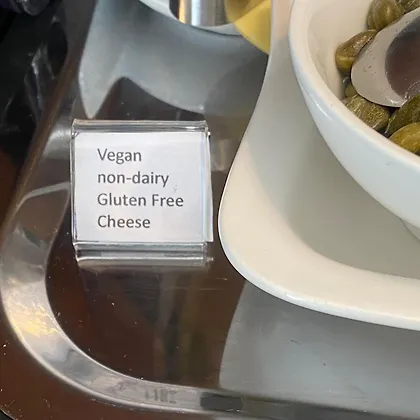 Vegan
non-dairy
Gluten Free
Cheese